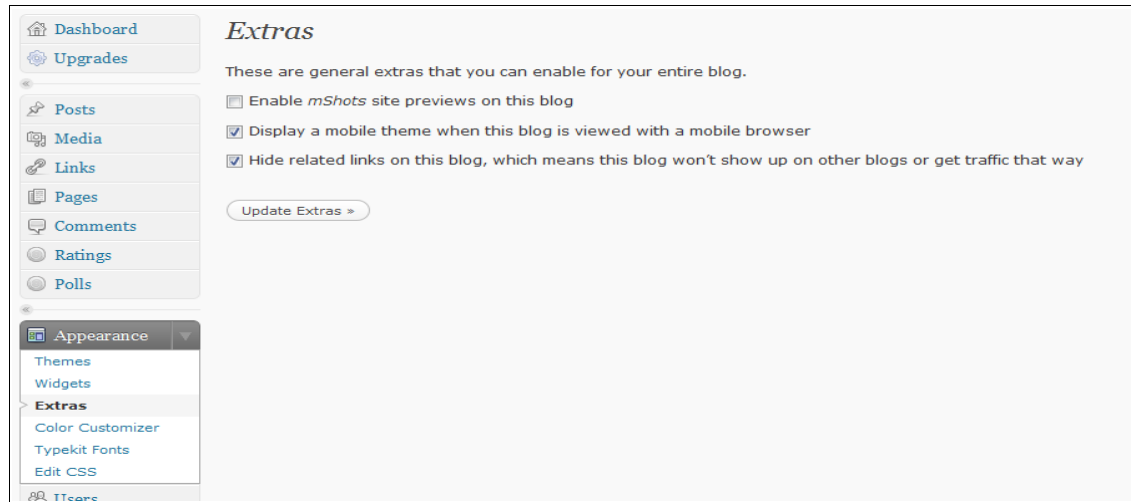 Dashboard
Upgrades
Posts
Media
Links
Pages
Comments
Ratings
Polls
Appearance
Themes
Widgets
Extras
Color Customizer
Typekit Fonts
Edit CSS
Users
Extras
These are general extras that you can enable for your entire blog.
Enable mShots site previews on this blog
Display a mobile theme when this blog is viewed with a mobile browser
Hide related links on this blog, which means this blog won't show up on other blogs or get traffic that way
Update Extras »